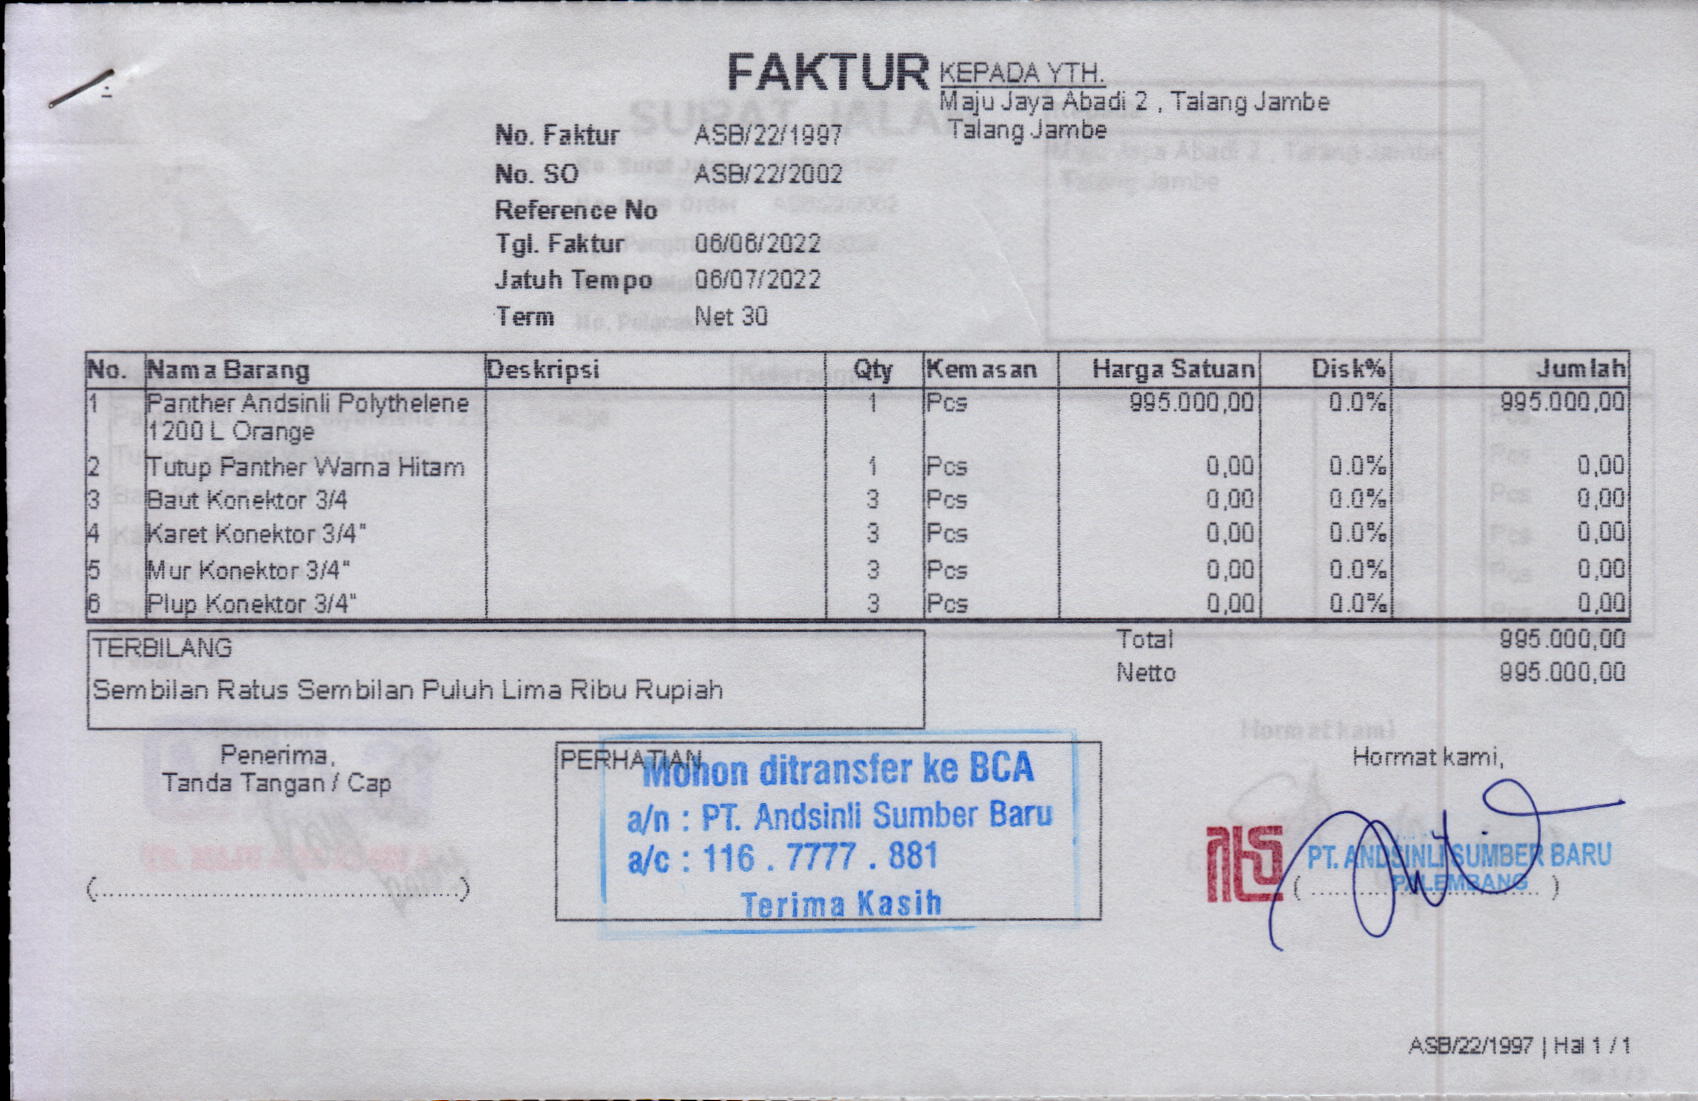 FAKTUR
KEPADA YTH.
Maju Jaya Abadi 2 , Talang Jambe
Talang Jambe
No. Faktur ASB/22/1997
No. SO ASB/22/2002
Reference No
Tgl. Faktur 06/06/2022
Jatuh Tempo 06/07/2022
Term Net 30
No. Nama Barang Deskripsi Qty Kemasan Harga Satuan Disk% Jumlah
1 Panther Andsinli Polythelene 1 Pcs 995.000,00 0.0% 995.000,00
1200 L Orange
2 Tutup Panther Warna Hitam 1 Pcs 0,00 0.0% 0,00
3 Baut Konektor 3/4 3 Pcs 0,00 0.0% 0,00
4 Karet Konektor 3/4" 3 Pcs 0,00 0.0% 0,00
5 Mur Konektor 3/4" 3 Pcs 0,00 0.0% 0,00
6 Plup Konektor 3/4" 3 Pcs 0,00 0.0% 0,00
TERBILANG
Sembilan Ratus Sembilan Puluh Lima Ribu Rupiah
Total 995.000,00
Netto 995.000,00
Penerima,
Tanda Tangan / Cap
(....................................................)
PERHATIAN
Mohon ditransfer ke BCA
a/n : PT. Andsinli Sumber Baru
a/c : 116 . 7777 . 881
Terima Kasih
Hormat kami,
PT. ANDSINLI SUMBER BARU
PALEMBANG
(................................)
ASB/22/1997 | Hal 1 / 1